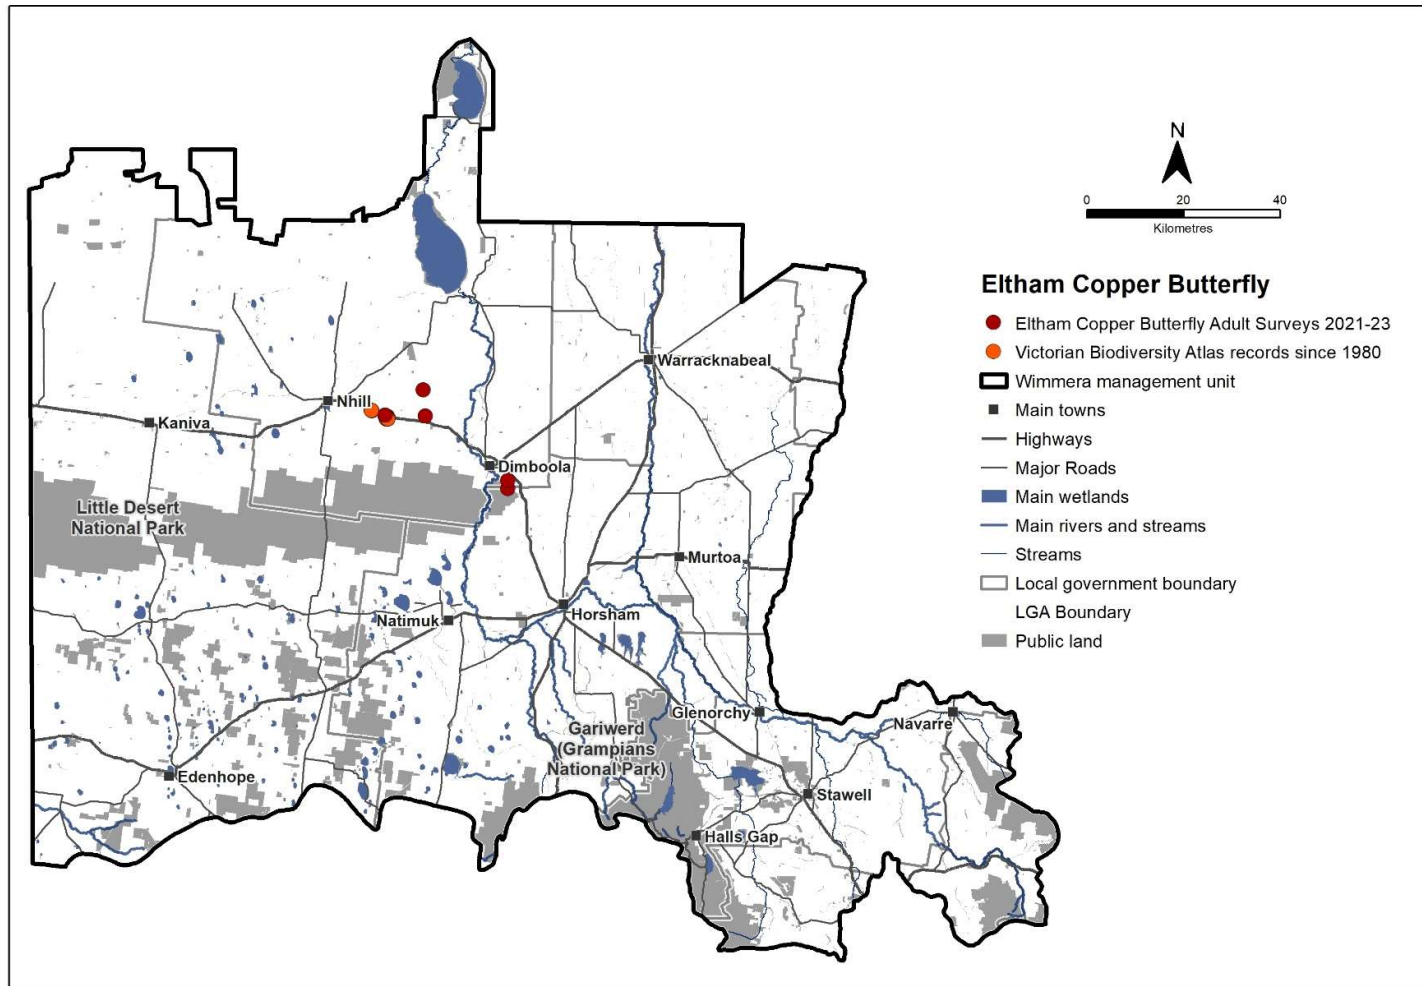 N
0 20 40
Kilometres
Eltham Copper Butterfly
Eltham Copper Butterfly Adult Surveys 2021-23
Victorian Biodiversity Atlas records since 1980
Wimmera management unit
Main towns
Highways
Major Roads
Main wetlands
Main rivers and streams
Streams
Local government boundary
LGA Boundary
Public land
Warracknabeal
Nhill
Kaniva
Dimboola
Little Desert
National Park
Murtoa
Natimuk
Horsham
Glenorchy
Navarre
Gariwerd
(Grampians
National Park)
Edenhope
Stawell
Halls Gap